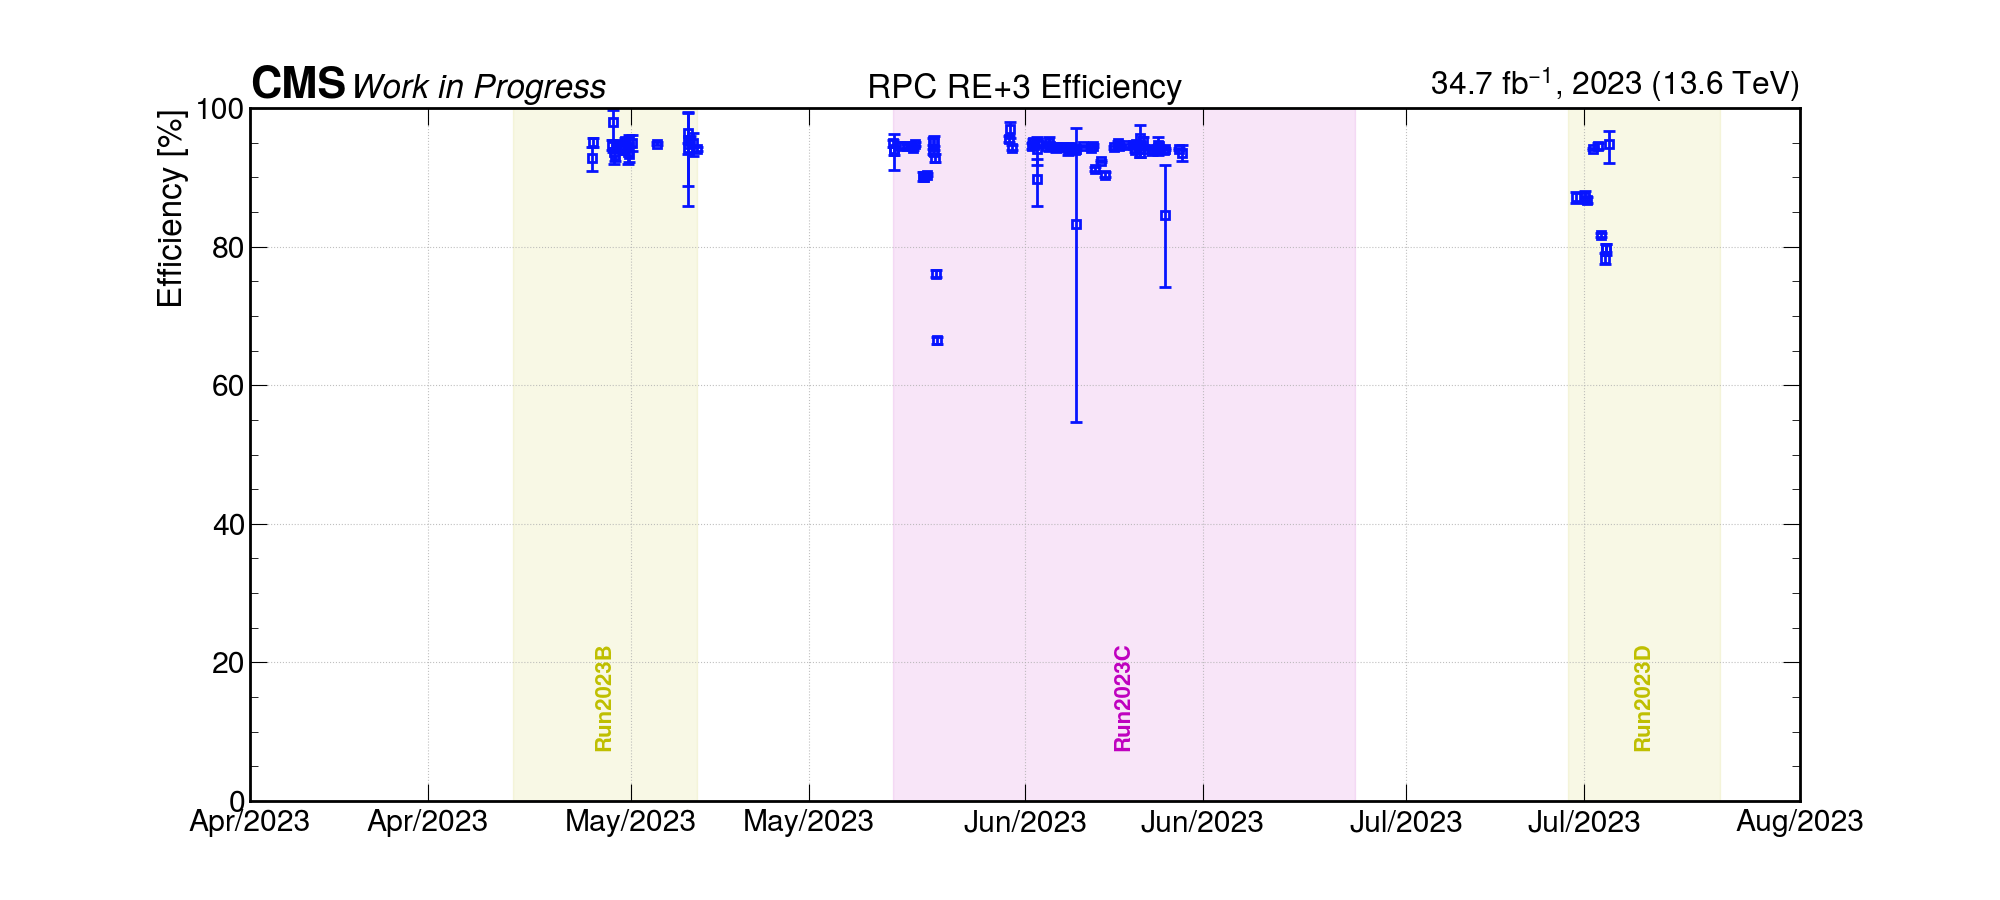 CMS Work in Progress RPC RE+3 Efficiency 34.7 fb⁻¹, 2023 (13.6 TeV)
Efficiency [%]
100
80
60
40
20
0
Run2023B
Run2023C
Run2023D
Apr/2023 Apr/2023 May/2023 May/2023 Jun/2023 Jun/2023 Jul/2023 Jul/2023 Aug/2023